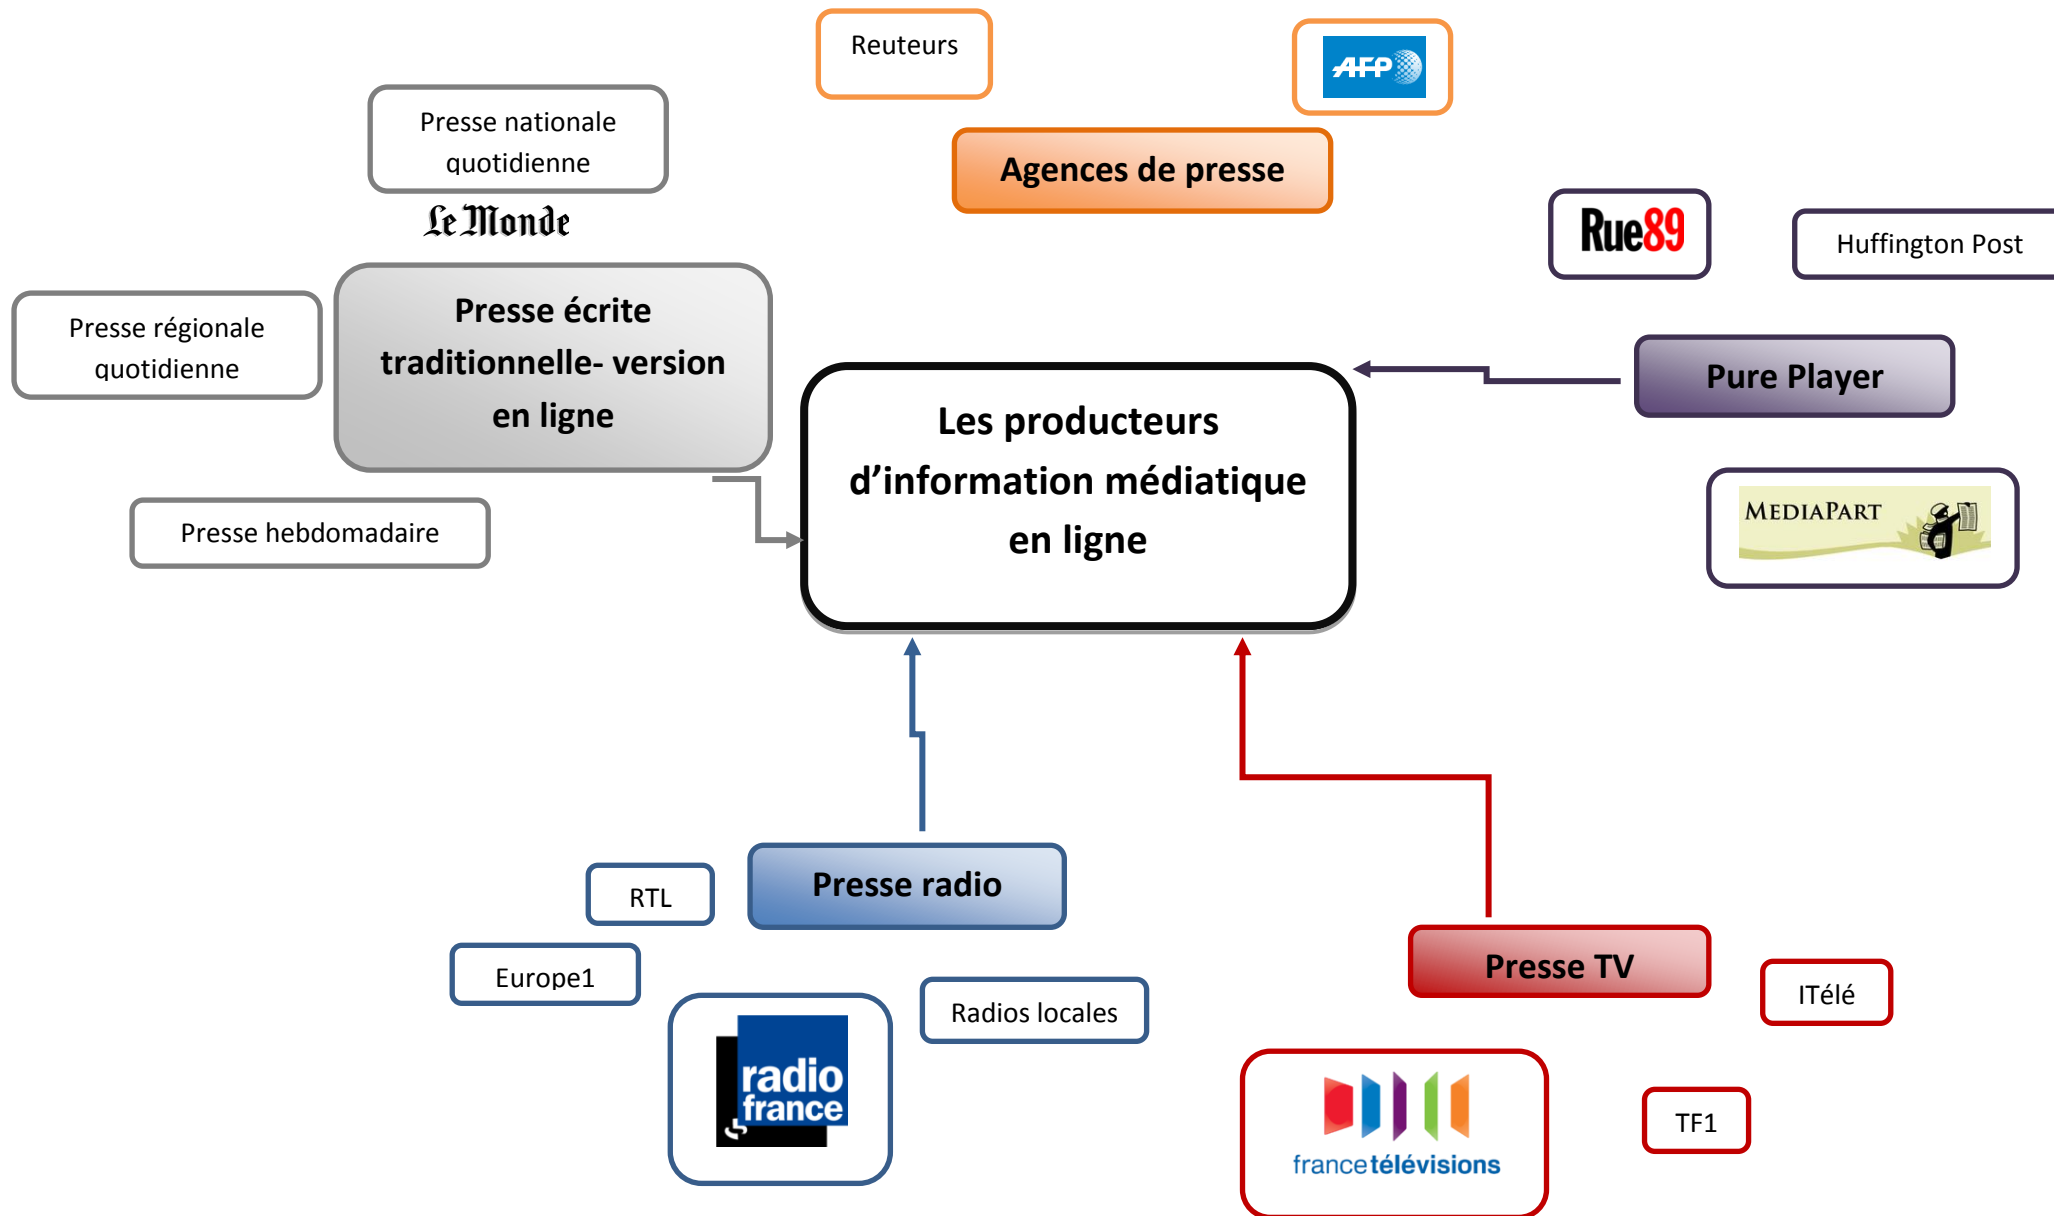 Reuteurs
AFP
Presse nationale
quotidienne
Agences de presse
Le Monde
Rue89
Huffington Post
Presse écrite
traditionnelle- version
en ligne
Presse régionale
quotidienne
Pure Player
Les producteurs
d’information médiatique
en ligne
MEDIAPART
Presse hebdomadaire
Presse radio
RTL
Presse TV
Europe1
ITélé
Radios locales
radio
france
TF1
francetélévisions